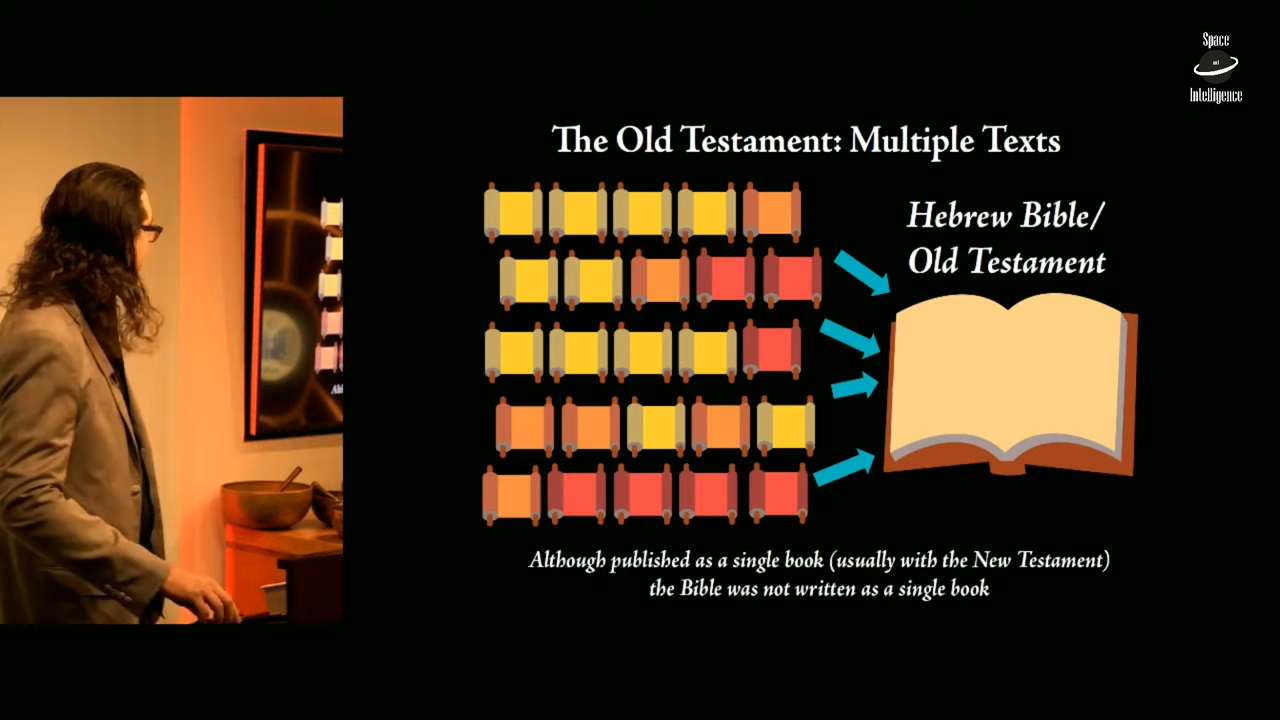 Space
and
Intelligence
The Old Testament: Multiple Texts
Hebrew Bible/
Old Testament
Although published as a single book (usually with the New Testament)
the Bible was not written as a single book